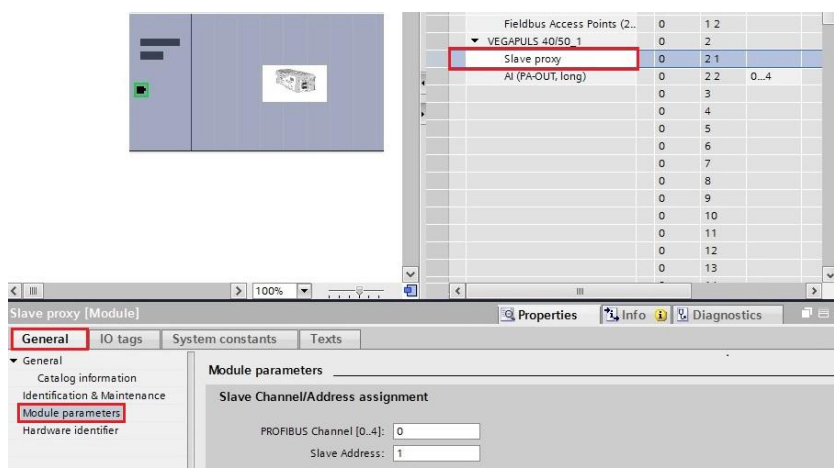 Fieldbus Access Points (2.. 0 1 2
VEGAPULS 40/50_1 0 2
Slave proxy 0 2 1
AI (PA-OUT, long) 0 2 2 0...4
0 3
0 4
0 5
0 6
0 7
0 8
0 9
0 10
0 11
0 12
0 13
100%
Slave proxy [Module] Properties Info Diagnostics
General IO tags System constants Texts
General
Catalog information
Identification & Maintenance
Module parameters
Hardware identifier
Module parameters
Slave Channel/Address assignment
PROFIBUS Channel [0..4]: 0
Slave Address: 1